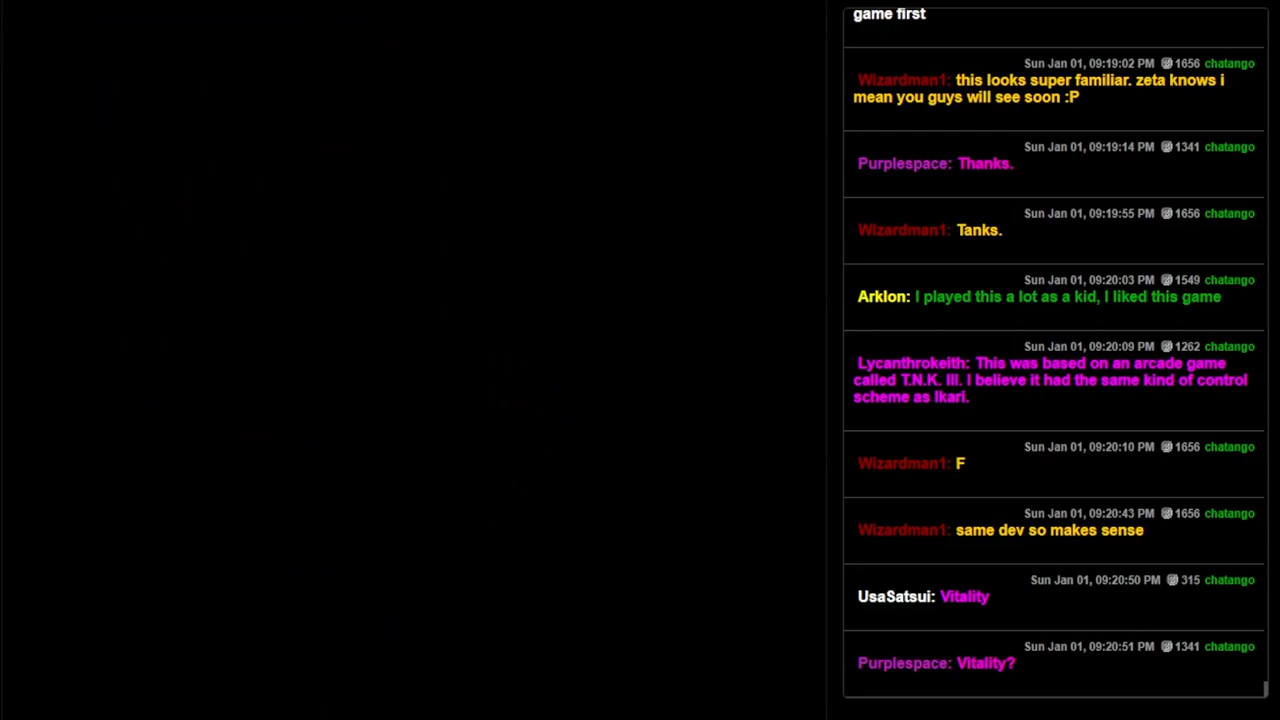 game first
Sun Jan 01, 09:19:02 PM 1656 chatango
Wizardman1: this looks super familiar. zeta knows i
mean you guys will see soon :P
Sun Jan 01, 09:19:14 PM 1341 chatango
Purplespace: Thanks.
Sun Jan 01, 09:19:55 PM 1656 chatango
Wizardman1: Tanks.
Sun Jan 01, 09:20:03 PM 1549 chatango
Arklon: I played this a lot as a kid, I liked this game
Sun Jan 01, 09:20:09 PM 1262 chatango
Lycanthrokeith: This was based on an arcade game
called T.N.K. III. I believe it had the same kind of control
scheme as Ikari.
Sun Jan 01, 09:20:10 PM 1656 chatango
Wizardman1: F
Sun Jan 01, 09:20:43 PM 1656 chatango
Wizardman1: same dev so makes sense
Sun Jan 01, 09:20:50 PM 315 chatango
UsaSatsui: Vitality
Sun Jan 01, 09:20:51 PM 1341 chatango
Purplespace: Vitality?